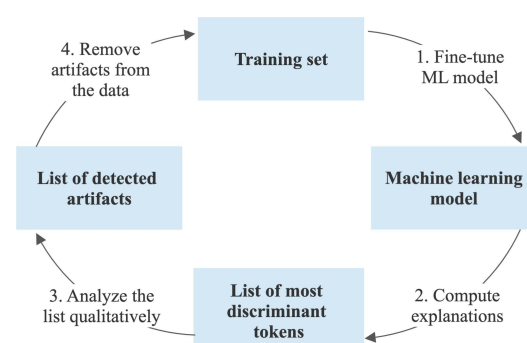 4. Remove
artifacts from
the data
Training set
1. Fine-tune
ML model
List of detected
artifacts
Machine learning
model
3. Analyze the
list qualitatively
List of most
discriminant
tokens
2. Compute
explanations